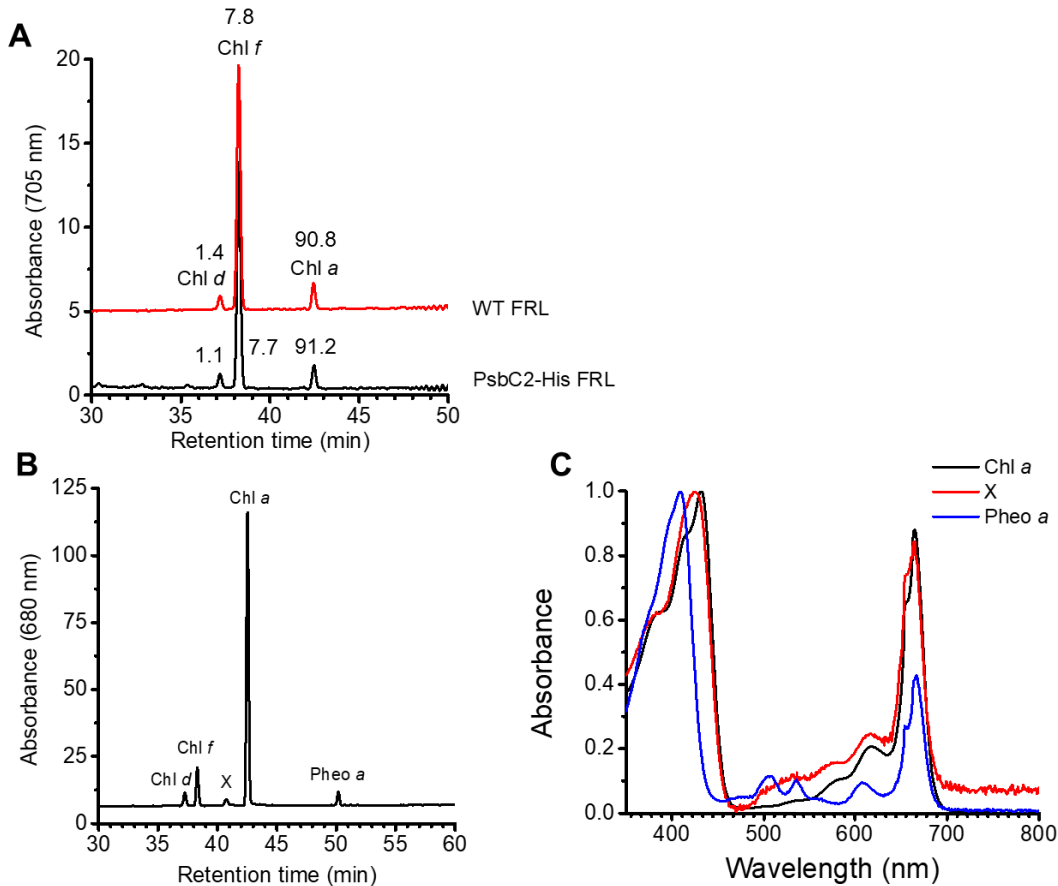 A
7.8
Chl f
20
15
10
5
0
Absorbance (705 nm)
1.4
Chl d
90.8
Chl a
WT FRL
1.1
7.7
91.2
PsbC2-His FRL
30 35 40 45 50
Retention time (min)
B
Chl a
125
100
75
50
25
0
Absorbance (680 nm)
Chl d
Chl f
X
Pheo a
30 35 40 45 50 55 60
Retention time (min)
C
Chl a
X
Pheo a
1.0
0.8
0.6
0.4
0.2
0.0
Absorbance
400 500 600 700 800
Wavelength (nm)